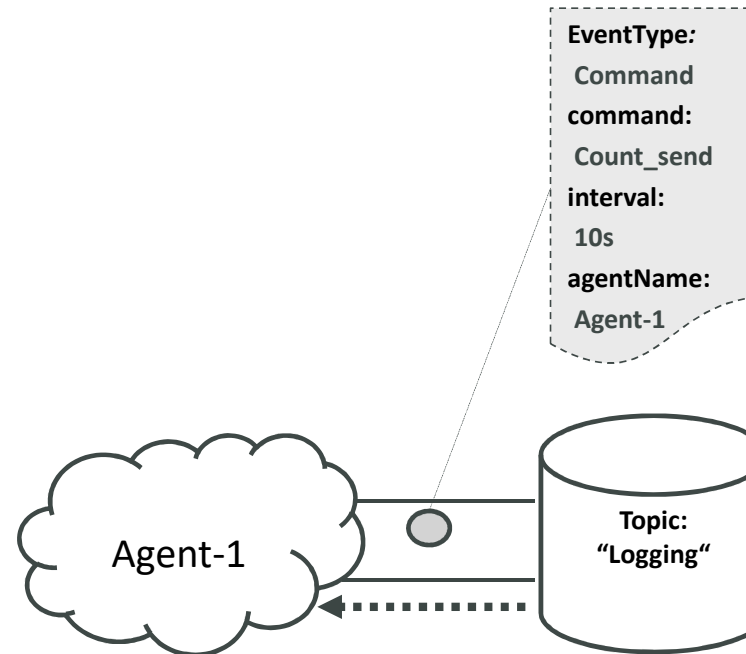 EventType:
Command
command:
Count_send
interval:
10s
agentName:
Agent-1
Agent-1
Topic:
“Logging“